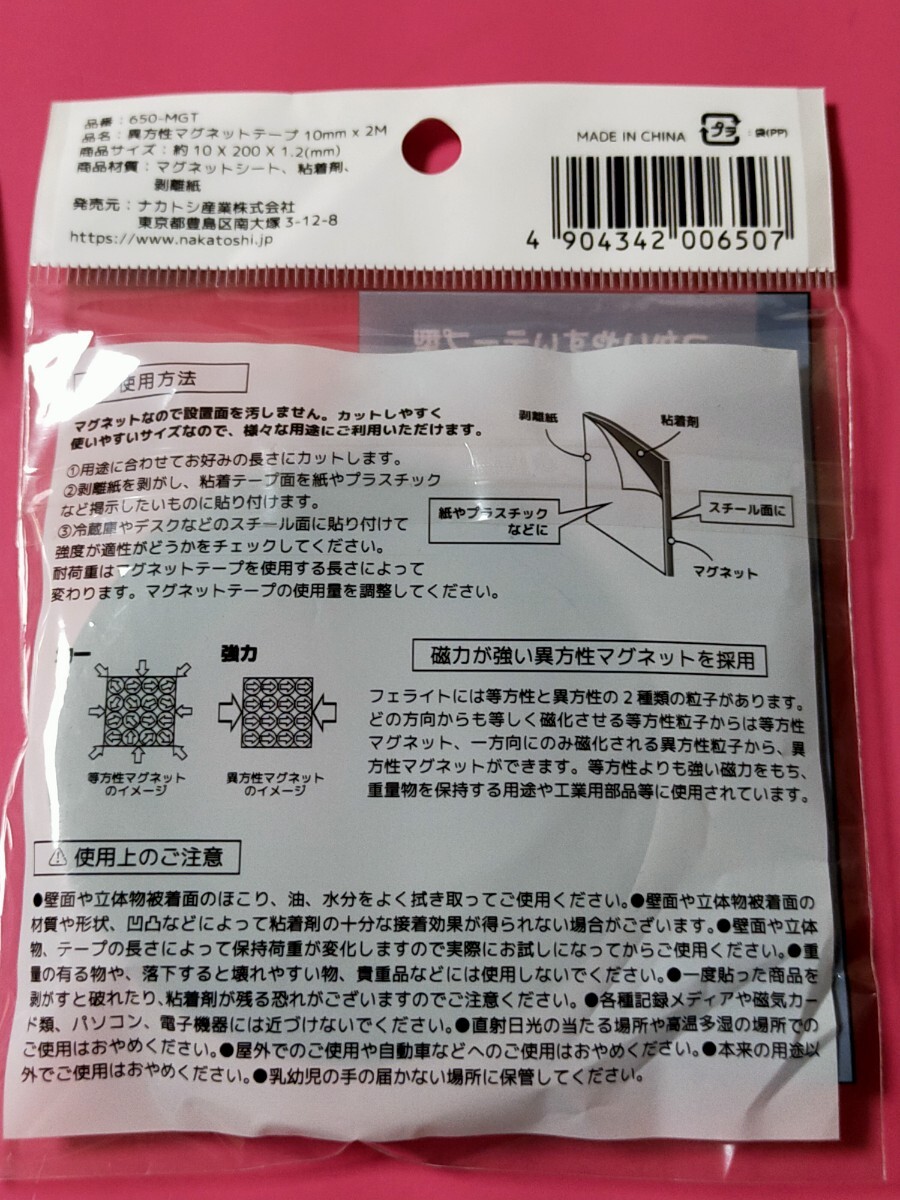 品番：650-MGT
品名：異方性マグネットテープ 10mm x 2M
商品サイズ：約 10 X 200 X 1.2(mm)
商品材質：マグネットシート、粘着剤、
剥離紙
発売元：ナカトシ産業株式会社
東京都豊島区南大塚 3-12-8
https://www.nakatoshi.jp
MADE IN CHINA
プラ
：袋(PP)
4 904342 006507
つかいやすいテープ型
使用方法
マグネットなので設置面を汚しません。カットしやすく
使いやすいサイズなので、様々な用途にご利用いただけます。
①用途に合わせてお好みの長さにカットします。
②剥離紙を剥がし、粘着テープ面を紙やプラスチック
など掲示したいものに貼り付けます。
③冷蔵庫やデスクなどのスチール面に貼り付けて
強度が適性がどうかをチェックしてください。
耐荷重はマグネットテープを使用する長さによって
変わります。マグネットテープの使用量を調整してください。
剥離紙
粘着剤
紙やプラスチック
などに
スチール面に
マグネット
均一
強力
等方性マグネット
のイメージ
異方性マグネット
のイメージ
磁力が強い異方性マグネットを採用
フェライトには等方性と異方性の２種類の粒子があります。
どの方向からも等しく磁化させる等方性粒子からは等方性
マグネット、一方向にのみ磁化される異方性粒子から、異
方性マグネットができます。等方性よりも強い磁力をもち、
重量物を保持する用途や工業用部品等に使用されています。
⚠ 使用上のご注意
●壁面や立体物被着面のほこり、油、水分をよく拭き取ってご使用ください。●壁面や立体物被着面の
材質や形状、凹凸などによって粘着剤の十分な接着効果が得られない場合がございます。●壁面や立体
物、テープの長さによって保持荷重が変化しますので実際にお試しになってからご使用ください。●重
量の有る物や、落下すると壊れやすい物、貴重品などには使用しないでください。●一度貼った商品を
剥がすと破れたり、粘着剤が残る恐れがございますのでご注意ください。●各種記録メディアや磁気カー
ド類、パソコン、電子機器には近づけないでください。●直射日光の当たる場所や高温多湿の場所での
ご使用はおやめください。●屋外でのご使用や自動車などへのご使用はおやめください。●本来の用途以
外でご使用はおやめください。●乳幼児の手の届かない場所に保管してください。